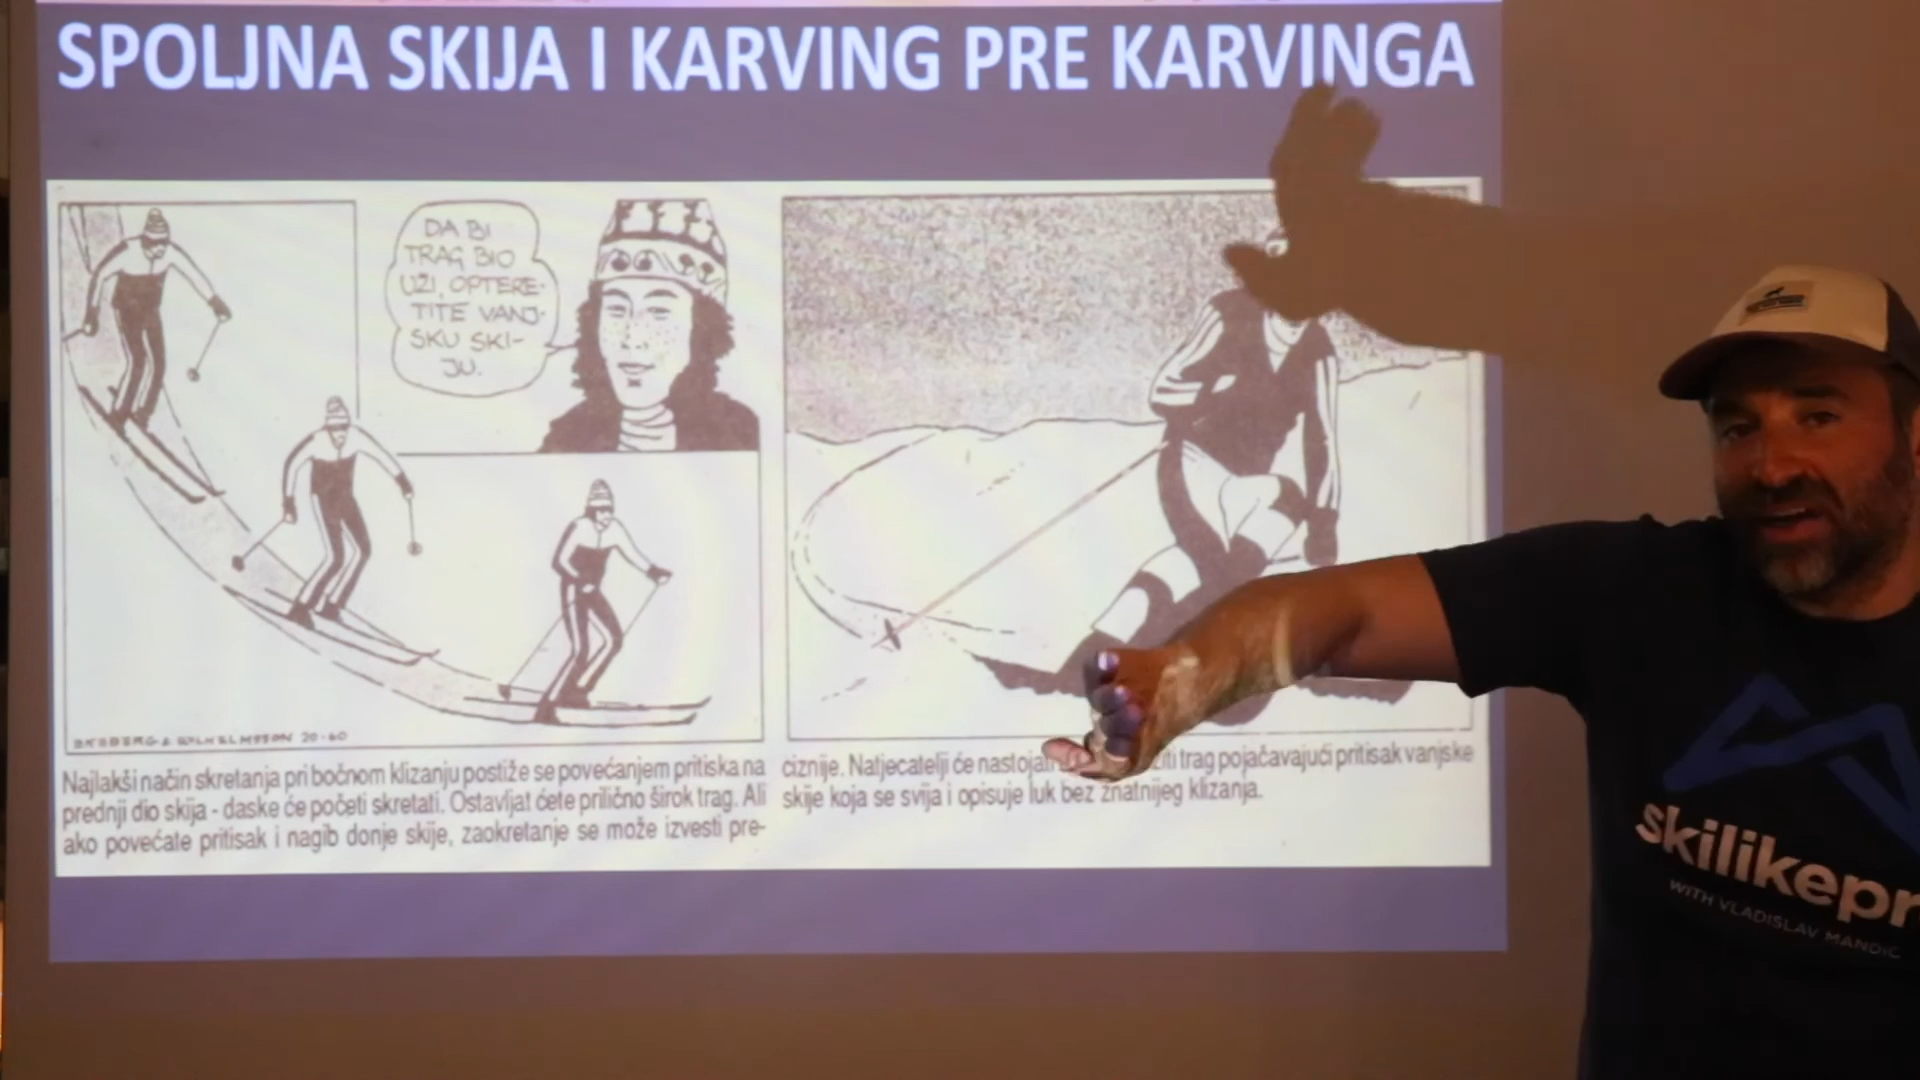 SPOLJNA SKIJA I KARVING PRE KARVINGA
DA BI
TRAG BIO
UŽI, OPTERE-
TITE VANJ-
SKU SKI-
JU.
20-60
Najlakši način skretanja pri bočnom klizanju postiže se povećanjem pritiska na
prednji dio skija - daske će početi skretati. Ostavljat ćete prilično širok trag. Ali
ako povećate pritisak i nagib donje skije, zaokretanje se može izvesti pre-
ciznije. Natjecatelji će nastojati trag pojačavajući pritisak vanjske
skije koja se svija i opisuje luk bez znatnijeg klizanja.
skilikepr
WITH VLADISLAV MANDIC